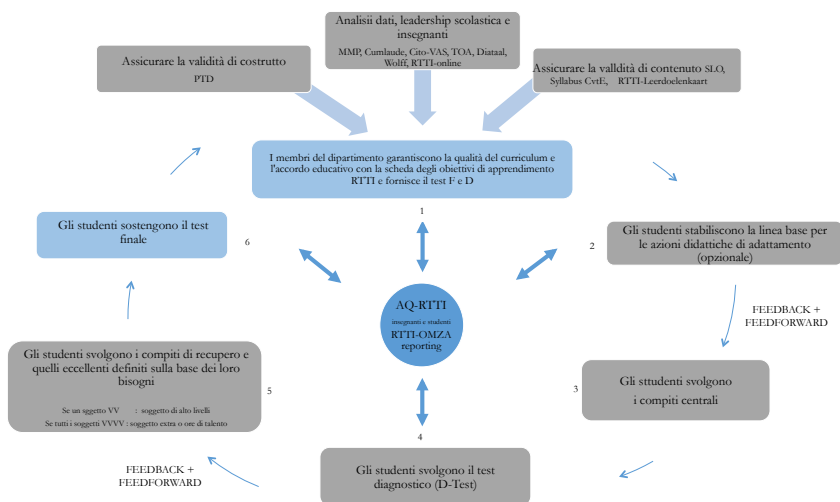 Analisii dati, leadership scolastica e
insegnanti
MMP, Cumlaude, Cito-VAS, TOA, Diataal,
Wolff, RTTI-online
Assicurare la validità di costrutto
PTD
Assicurare la valldità di contenuto SLO,
Syllabus CvtE, RTTI-Leerdoelenkaart
I membri del dipartimento garantiscono la qualità del curriculum e
l'accordo educativo con la scheda degli obiettivi di apprendimento
RTTI e fornisce il test F e D
1
Gli studenti sostengono il test
finale
6
2
Gli studenti stabiliscono la linea base per
le azioni didattiche di adattamento
(opzionale)
FEEDBACK +
FEEDFORWARD
AQ-RTTI
insegnanti e studenti
RTTI-OMZA
reporting
Gli studenti svolgono i compiti di recupero e
quelli eccellenti definiti sulla base dei loro
bisogni
Se un sggetto VV : soggetto di alto livelli
Se tutti i soggetti VVVV : soggetto extra o ore di talento
5
3
Gli sttudenti svolgono
i compiti centrali
4
Gli studenti svolgono il test
diagnostico (D-Test)
FEEDBACK +
FEEDFORWARD